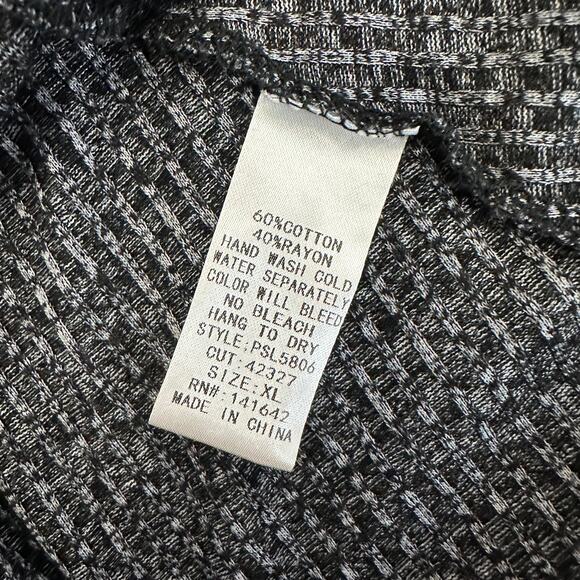 60%COTTON
40%RAYON
HAND WASH COLD
WATER SEPARATELY
COLOR WILL BLEED
NO BLEACH
HANG TO DRY
STYLE:PSL5806
CUT:42327
SIZE:XL
RN#:141642
MADE IN CHINA